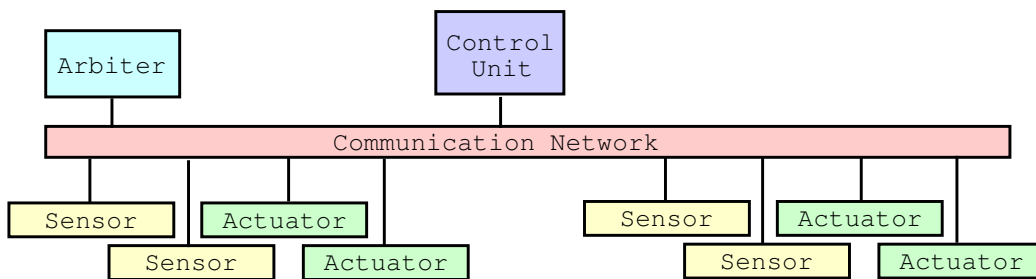 Arbiter
Control
Unit
Communication Network
Sensor
Actuator
Sensor
Actuator
Sensor
Actuator
Sensor
Actuator